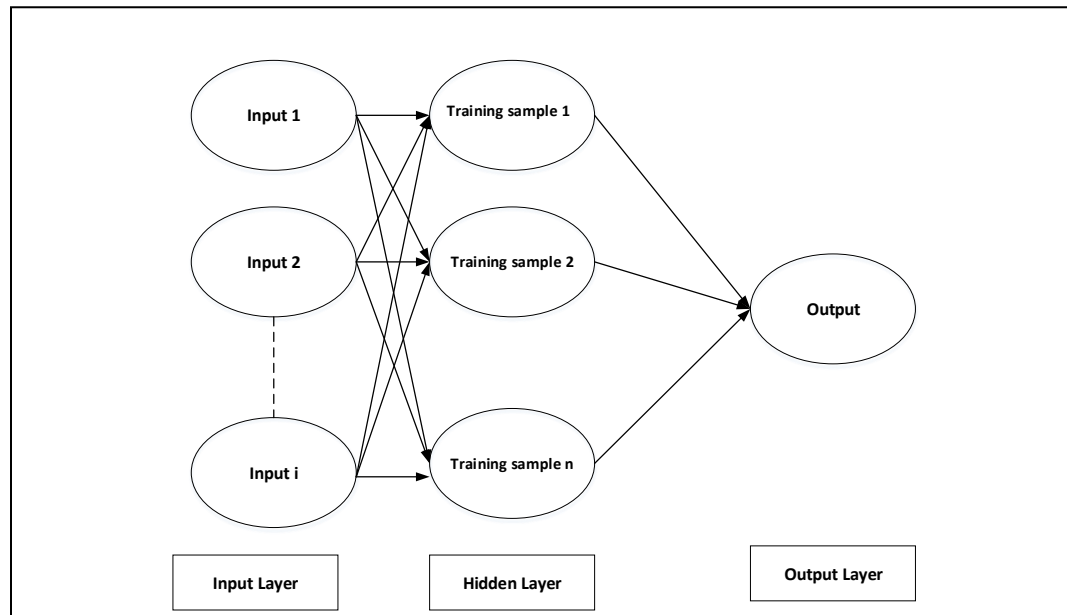 Input 1
Training sample 1
Input 2
Training sample 2
Output
Input i
Training sample n
Input Layer
Hidden Layer
Output Layer